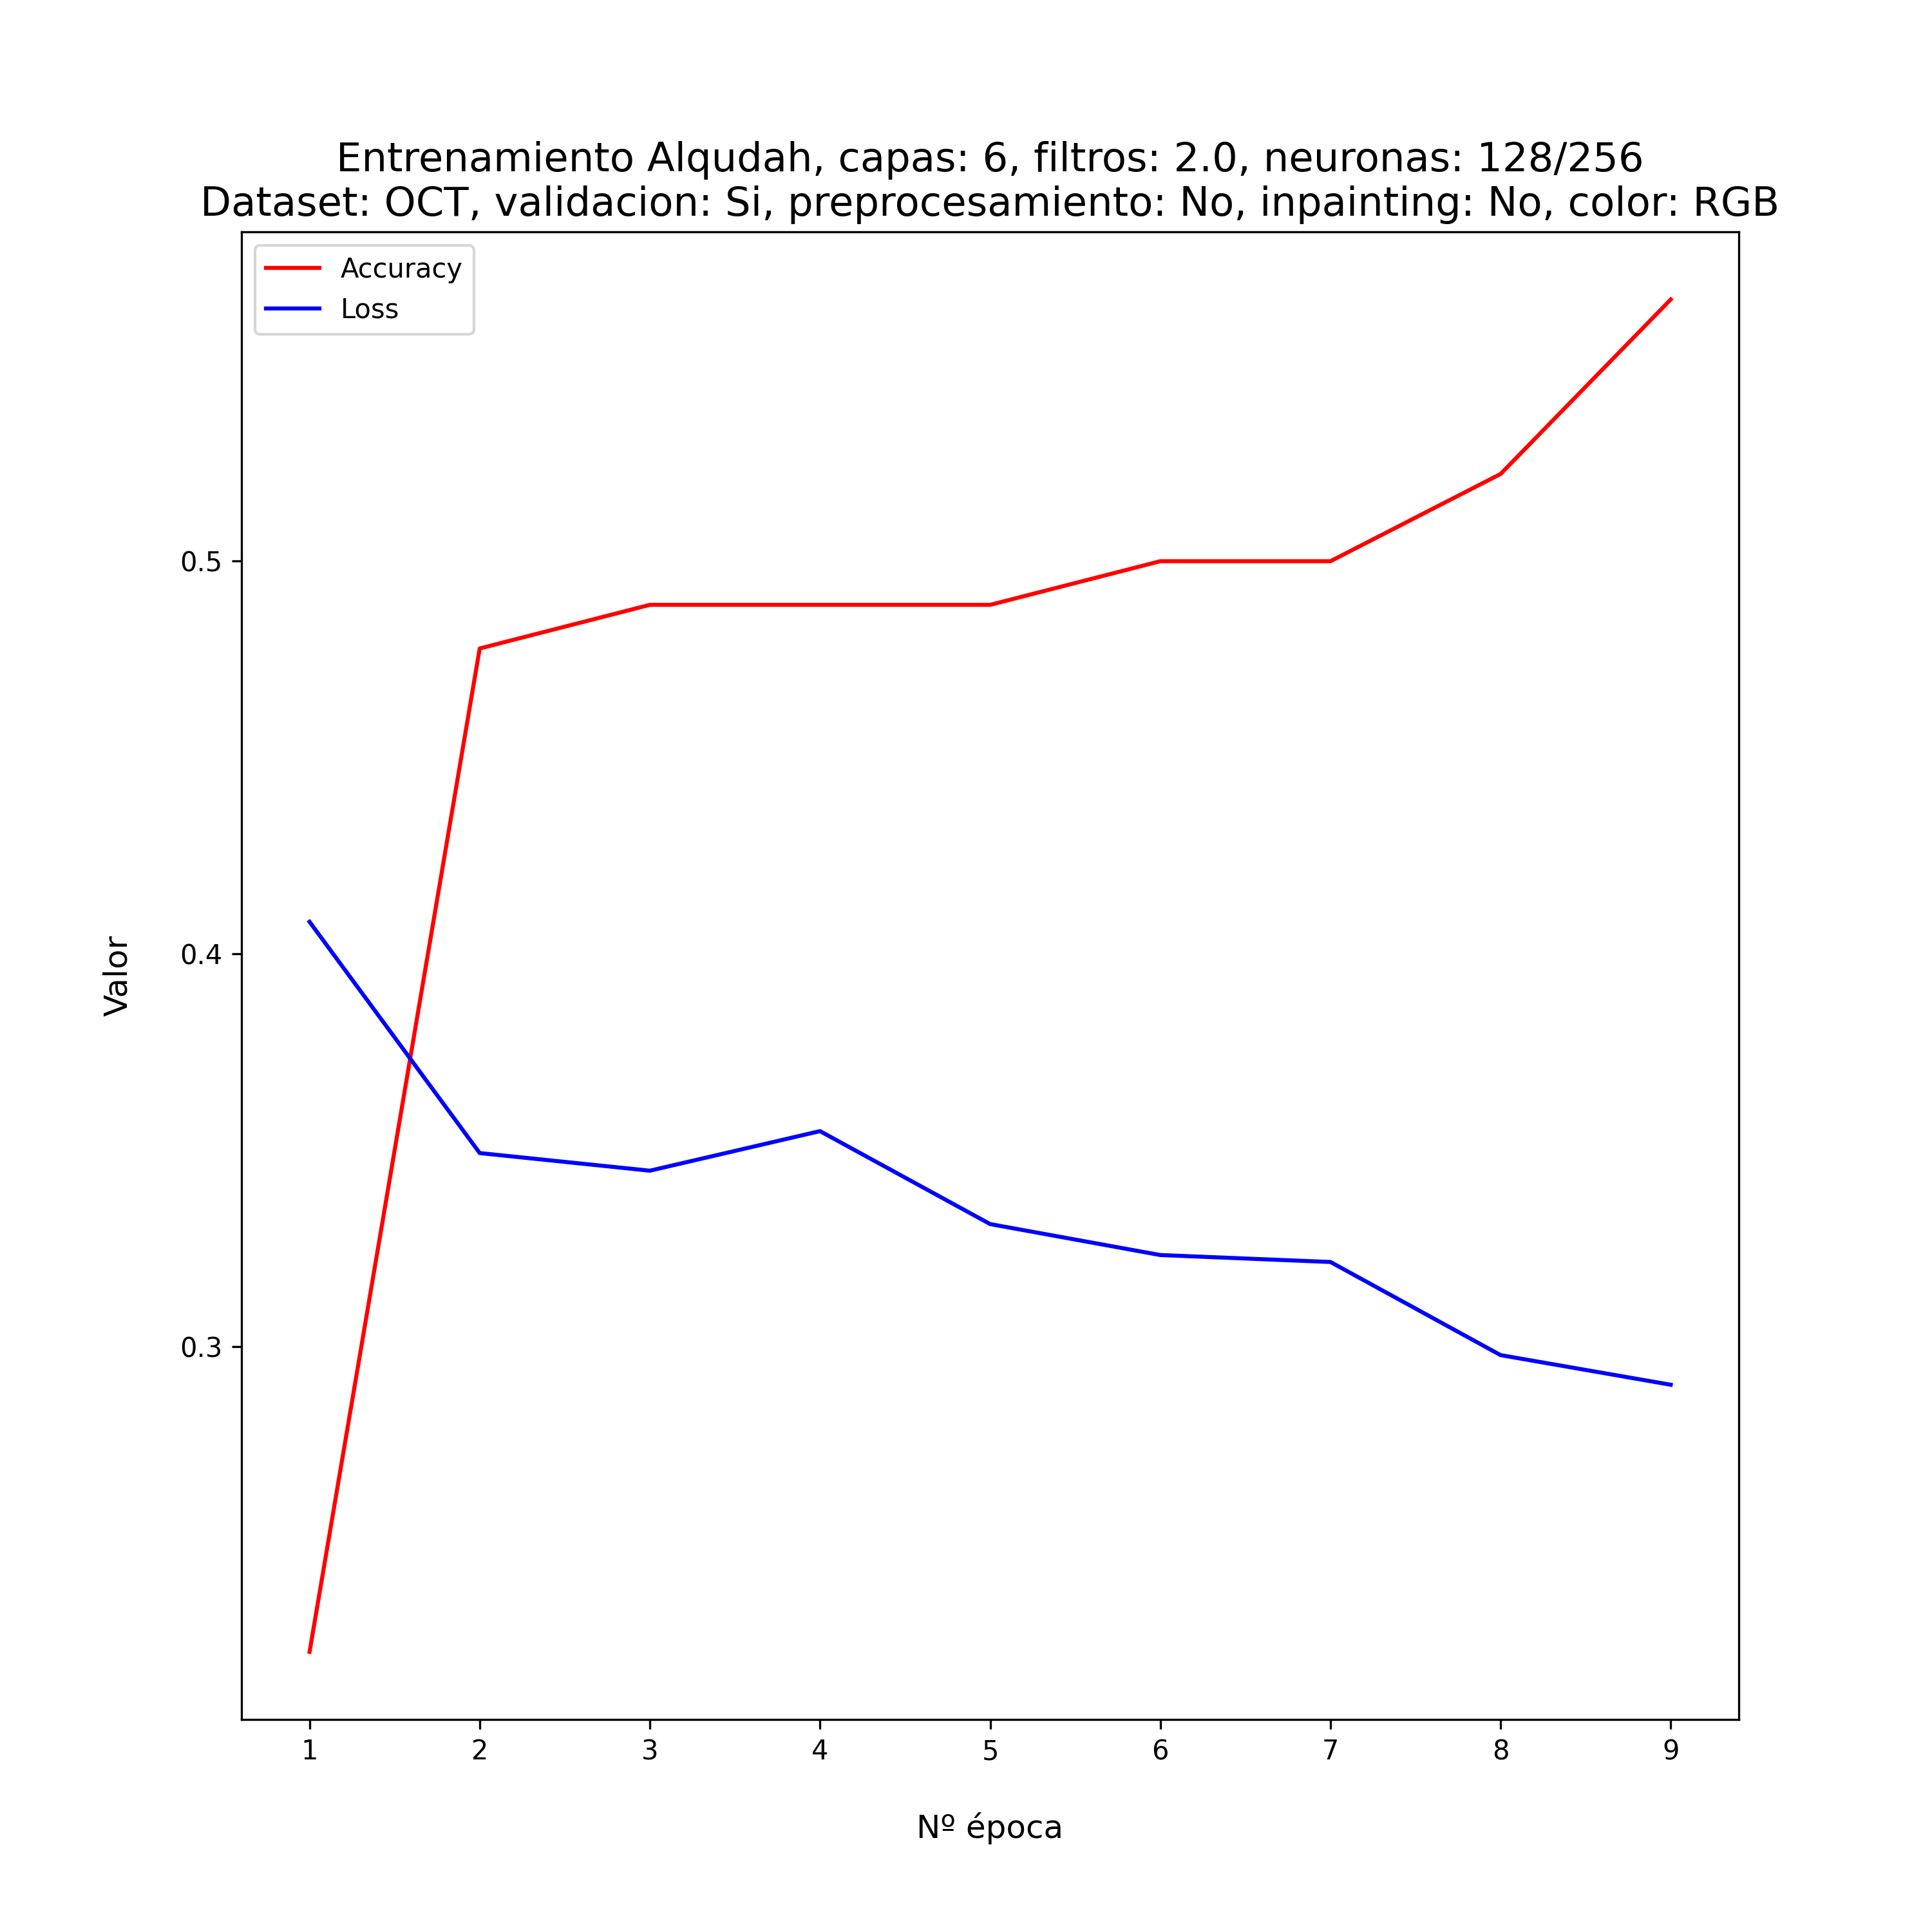 Entrenamiento Alqudah, capas: 6, filtros: 2.0, neuronas: 128/256
Dataset: OCT, validacion: Si, preprocesamiento: No, inpainting: No, color: RGB
Accuracy
Loss
0.5
0.4
0.3
Valor
1 2 3 4 5 6 7 8 9
Nº época